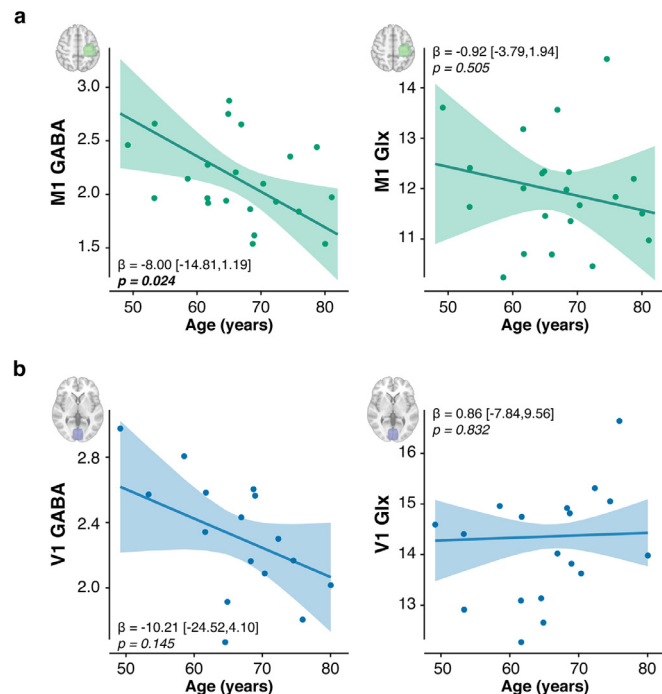 a
β = -0.92 [-3.79,1.94]
p = 0.505
3.0
2.5
2.0
1.5
M1 GABA
β = -8.00 [-14.81,1.19]
p = 0.024
50 60 70 80
Age (years)
14
13
12
11
M1 Glx
50 60 70 80
Age (years)
b
β = 0.86 [-7.84,9.56]
p = 0.832
2.8
2.4
2.0
V1 GABA
β = -10.21 [-24.52,4.10]
p = 0.145
50 60 70 80
Age (years)
16
15
14
13
V1 Glx
50 60 70 80
Age (years)